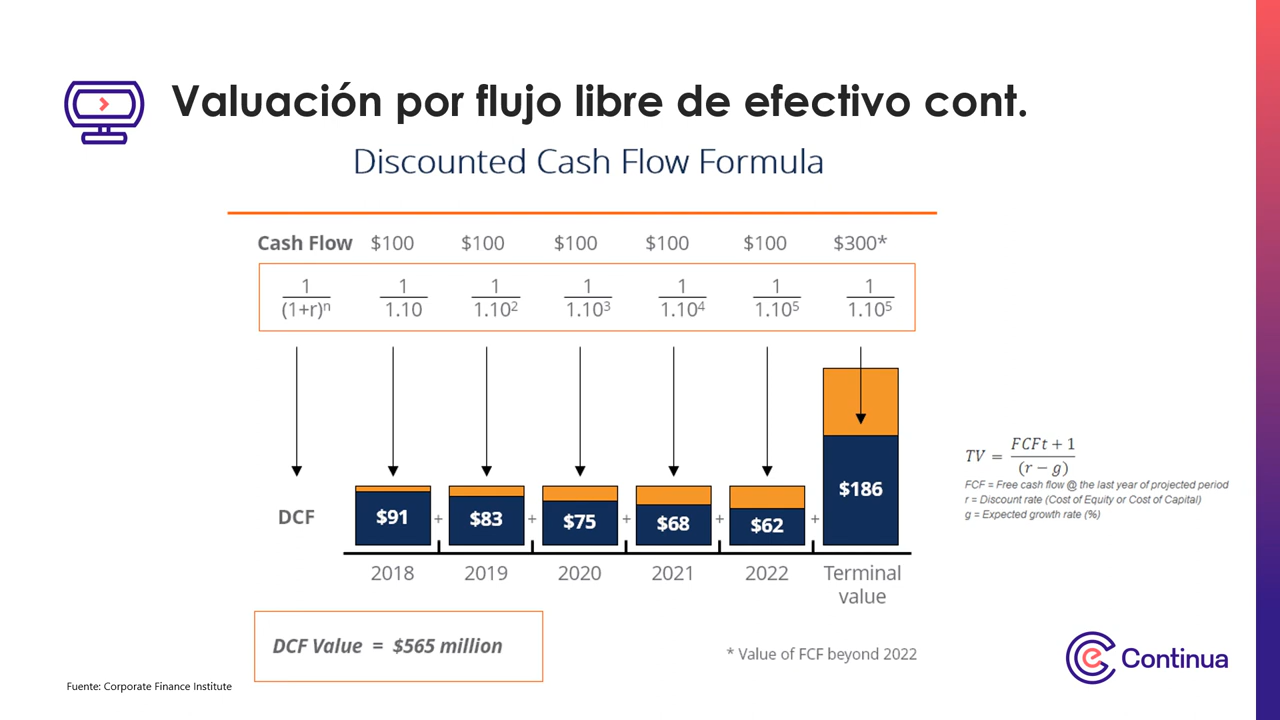 Valuación por flujo libre de efectivo cont.
Discounted Cash Flow Formula
Cash Flow $100 $100 $100 $100 $100 $300*
1/(1+r)ⁿ 1/1.10 1/1.10² 1/1.10³ 1/1.10⁴ 1/1.10⁵ 1/1.10⁵
DCF $91 + $83 + $75 + $68 + $62 + $186
2018 2019 2020 2021 2022 Terminal
value
TV = FCFt + 1 / (r − g)
FCF = Free cash flow @ the last year of projected period
r = Discount rate (Cost of Equity or Cost of Capital)
g = Expected growth rate (%)
DCF Value = $565 million
* Value of FCF beyond 2022
Fuente: Corporate Finance Institute
e Continua